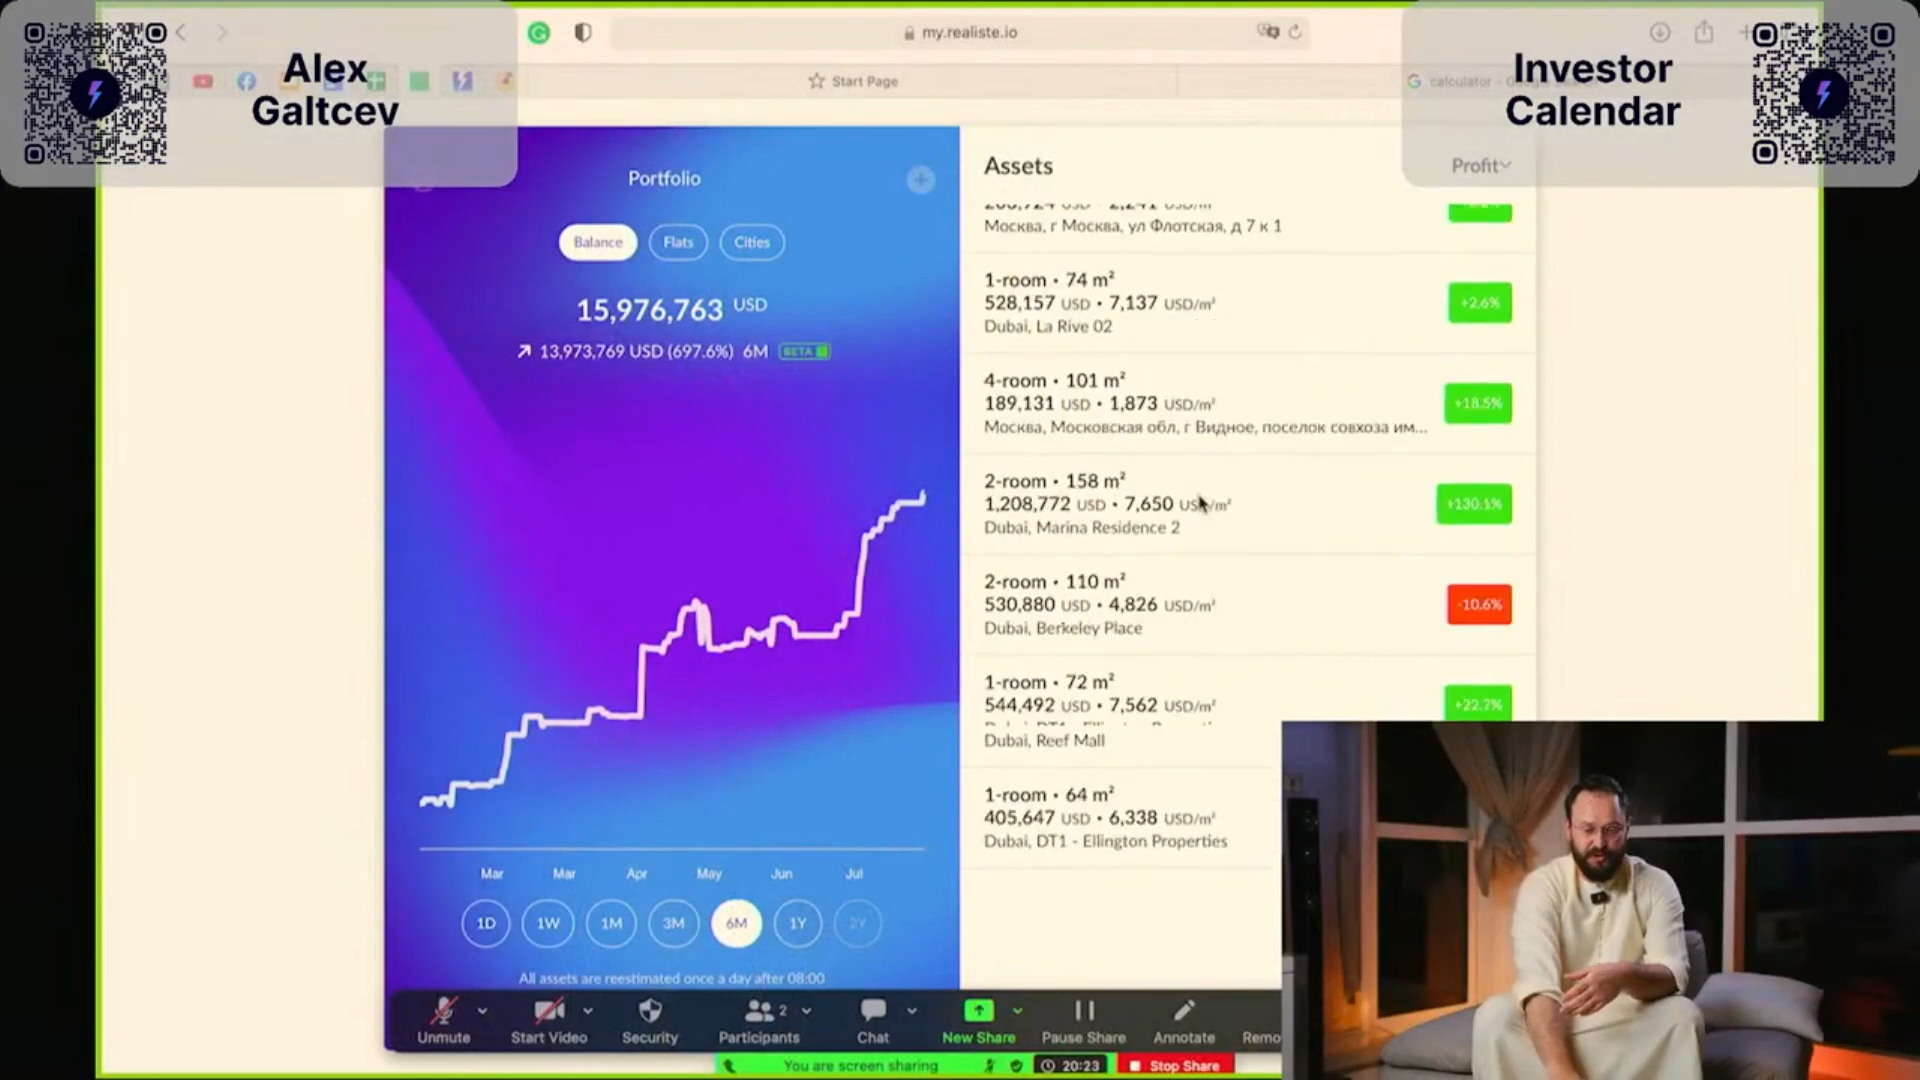 Alex
Galtcev
my.realiste.io
Start Page
calculator - Google
Investor
Calendar
Portfolio
Balance
Flats
Cities
15,976,763 USD
13,973,769 USD (697.6%) 6M BETA
Mar
Mar
Apr
May
Jun
Jul
1D
1W
1M
3M
6M
1Y
2Y
All assets are reestimated once a day after 08:00
Assets
Profit
Москва, г Москва, ул Флотская, д 7 к 1
1-room • 74 m²
528,157 USD • 7,137 USD/m²
Dubai, La Rive 02
+2.6%
4-room • 101 m²
189,131 USD • 1,873 USD/m²
Москва, Московская обл, г Видное, поселок совхоза им...
+18.5%
2-room • 158 m²
1,208,772 USD • 7,650 USD/m²
Dubai, Marina Residence 2
+130.1%
2-room • 110 m²
530,880 USD • 4,826 USD/m²
Dubai, Berkeley Place
-10.6%
1-room • 72 m²
544,492 USD • 7,562 USD/m²
+22.7%
Dubai, Reef Mall
1-room • 64 m²
405,647 USD • 6,338 USD/m²
Dubai, DT1 - Ellington Properties
Unmute
Start Video
Security
2
Participants
Chat
New Share
Pause Share
Annotate
Remo
You are screen sharing
20:23
Stop Share